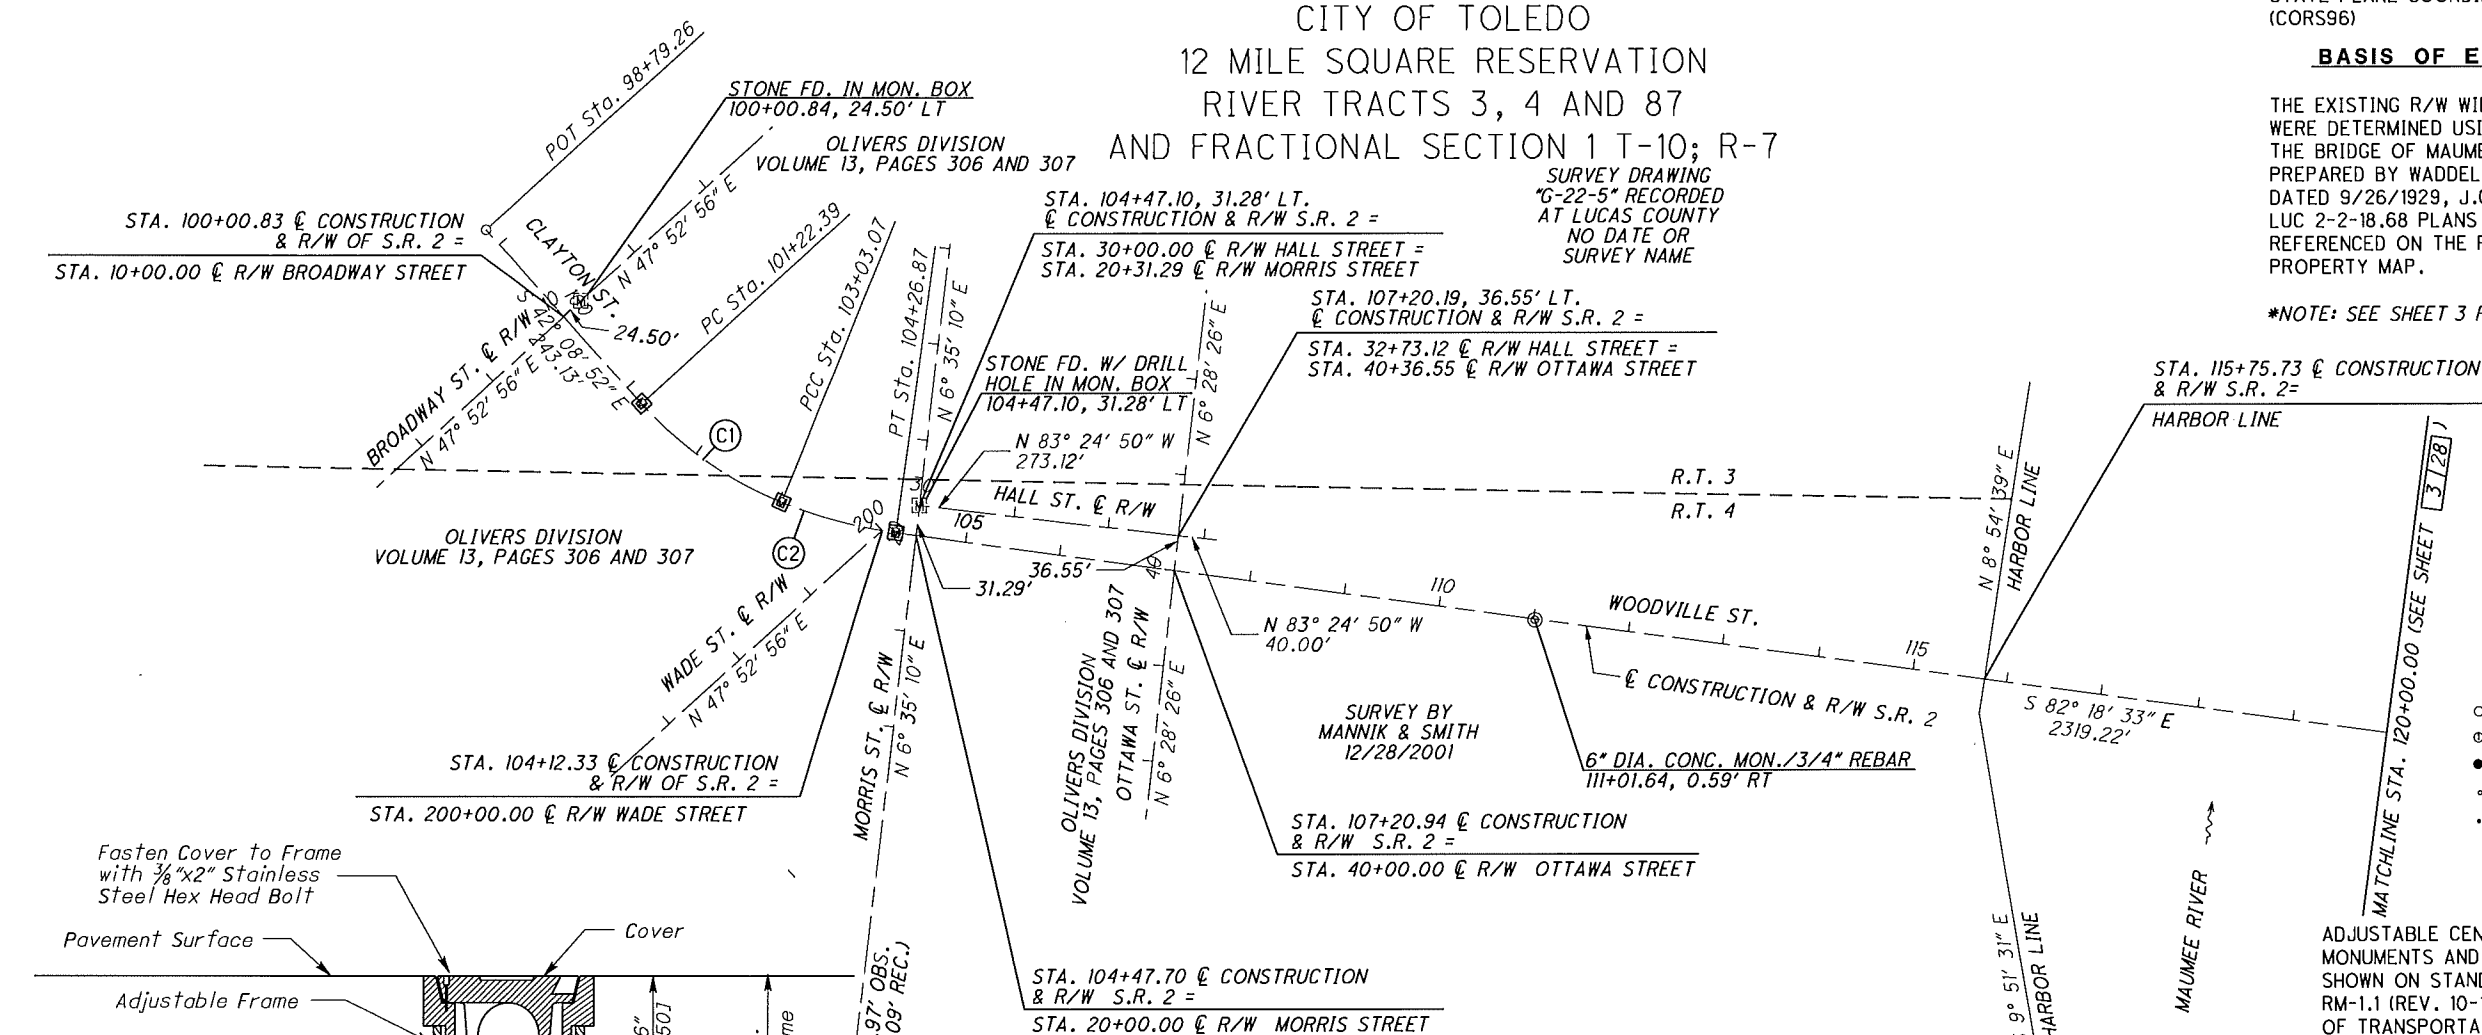 CITY OF TOLEDO
12 MILE SQUARE RESERVATION
RIVER TRACTS 3, 4 AND 87
AND FRACTIONAL SECTION 1 T-10; R-7
SURVEY DRAWING
"G-22-5" RECORDED
AT LUCAS COUNTY
NO DATE OR
SURVEY NAME
(CORS96)
BASIS OF E
THE EXISTING R/W WI
WERE DETERMINED USI
THE BRIDGE OF MAUME
PREPARED BY WADDEL
DATED 9/26/1929, J.
LUC 2-2-18.68 PLANS
REFERENCED ON THE
PROPERTY MAP.
*NOTE: SEE SHEET 3
POT Sta. 98+79.26
STONE FD. IN MON. BOX
100+00.84, 24.50' LT
OLIVERS DIVISION
VOLUME 13, PAGES 306 AND 307
N 47° 52' 56" E
CLAYTON ST.
STA. 100+00.83 ℄ CONSTRUCTION
& R/W OF S.R. 2 =
STA. 10+00.00 ℄ R/W BROADWAY STREET
10
24.50'
S 42° 08' 52" E
243.13'
BROADWAY ST. ℄ R/W
N 47° 52' 56" E
PC Sta. 101+22.39
PCC Sta. 103+03.07
PT Sta. 104+26.87
N 6° 35' 10" E
C1
C2
STA. 104+47.10, 31.28' LT.
℄ CONSTRUCTION & R/W S.R. 2 =
STA. 30+00.00 ℄ R/W HALL STREET =
STA. 20+31.29 ℄ R/W MORRIS STREET
STONE FD. W/ DRILL
HOLE IN MON. BOX
104+47.10, 31.28' LT
N 83° 24' 50" W
273.12'
N 6° 28' 26" E
STA. 107+20.19, 36.55' LT.
℄ CONSTRUCTION & R/W S.R. 2 =
STA. 32+73.12 ℄ R/W HALL STREET =
STA. 40+36.55 ℄ R/W OTTAWA STREET
STA. 115+75.73 ℄ CONSTRUCTION
& R/W S.R. 2=
HARBOR LINE
R.T. 3
R.T. 4
HALL ST. ℄ R/W
200
105
31.29'
36.55'
40
N 83° 24' 50" W
40.00'
110
WOODVILLE ST.
115
N 8° 54' 39" E
HARBOR LINE
℄ CONSTRUCTION & R/W S.R. 2
S 82° 18' 33" E
2319.22'
MATCHLINE STA. 120+00.00 (SEE SHEET 3 28 )
OLIVERS DIVISION
VOLUME 13, PAGES 306 AND 307
WADE ST. ℄ R/W
N 47° 52' 56" E
STA. 104+12.33 ℄ CONSTRUCTION
& R/W OF S.R. 2 =
STA. 200+00.00 ℄ R/W WADE STREET
MORRIS ST. ℄ R/W
N 6° 35' 10" E
OLIVERS DIVISION
VOLUME 13, PAGES 306 AND 307
OTTAWA ST. ℄ R/W
N 6° 28' 26" E
SURVEY BY
MANNIK & SMITH
12/28/2001
6" DIA. CONC. MON./3/4" REBAR
111+01.64, 0.59' RT
STA. 107+20.94 ℄ CONSTRUCTION
& R/W S.R. 2 =
STA. 40+00.00 ℄ R/W OTTAWA STREET
STA. 104+47.70 ℄ CONSTRUCTION
& R/W S.R. 2 =
STA. 20+00.00 ℄ R/W MORRIS STREET
.97' OBS.
09' REC.)
9° 51' 31" E
HARBOR LINE
MAUMEE RIVER
Fasten Cover to Frame
with 3/8"x2" Stainless
Steel Hex Head Bolt
Pavement Surface
Cover
Adjustable Frame
ADJUSTABLE CEN
MONUMENTS AND
SHOWN ON STAND
RM-1.1 (REV. 10-
OF TRANSPORTA